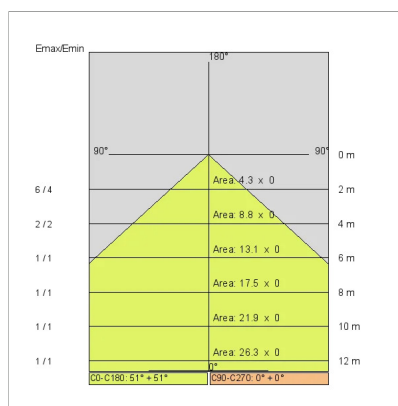 Emax/Emin
180°
90° 90° 0 m
Area: 4.3 x 0
6 / 4 2 m
Area: 8.8 x 0
2 / 2 4 m
Area: 13.1 x 0
1 / 1 6 m
Area: 17.5 x 0
1 / 1 8 m
Area: 21.9 x 0
1 / 1 10 m
Area: 26.3 x 0
1 / 1 12 m
0°
C0-C180: 51° + 51° C90-C270: 0° + 0°